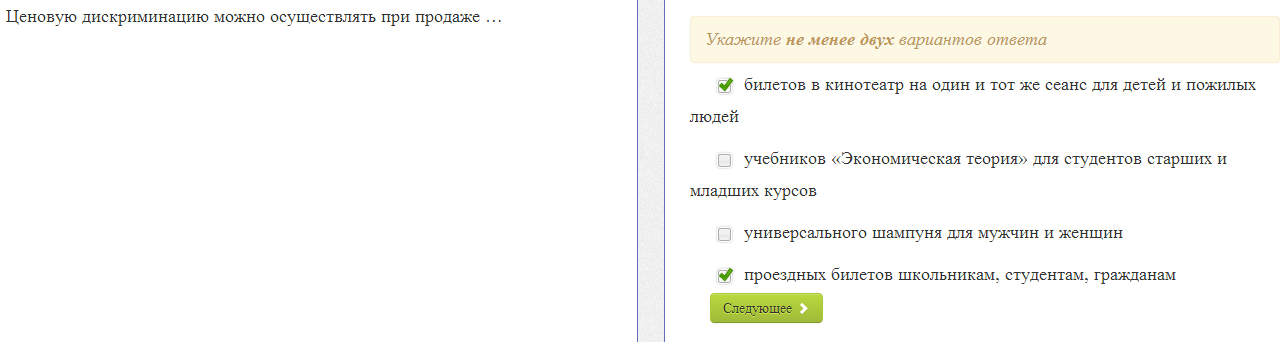 Ценовую дискриминацию можно осуществлять при продаже …
Укажите не менее двух вариантов ответа
билетов в кинотеатр на один и тот же сеанс для детей и пожилых
людей
учебников «Экономическая теория» для студентов старших и
младших курсов
универсального шампуня для мужчин и женщин
проездных билетов школьникам, студентам, гражданам
Следующее